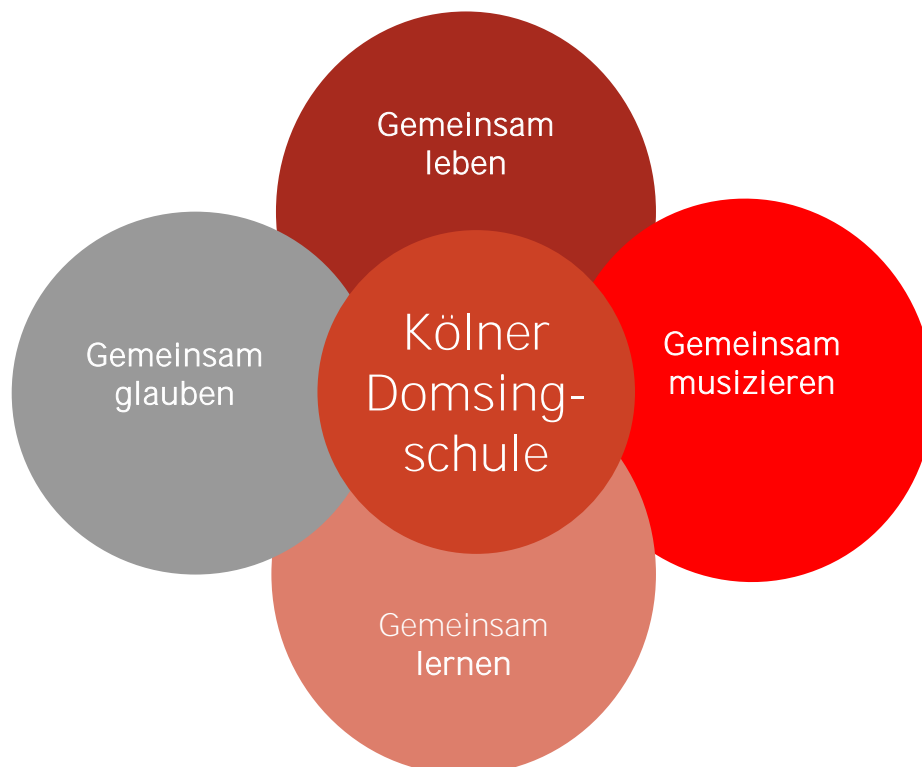 Gemeinsam
leben
Gemeinsam
glauben
Kölner
Domsing-
schule
Gemeinsam
musizieren
Gemeinsam
lernen